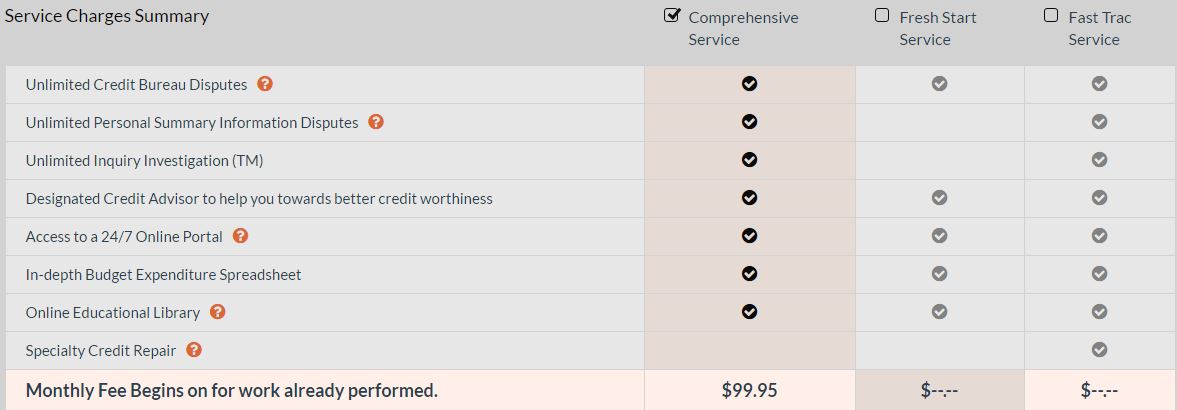 Service Charges Summary
Comprehensive Service
Fresh Start Service
Fast Trac Service
Unlimited Credit Bureau Disputes ?
Unlimited Personal Summary Information Disputes ?
Unlimited Inquiry Investigation (TM)
Designated Credit Advisor to help you towards better credit worthiness
Access to a 24/7 Online Portal ?
In-depth Budget Expenditure Spreadsheet
Online Educational Library ?
Specialty Credit Repair ?
Monthly Fee Begins on for work already performed. $99.95 $--.-- $--.--